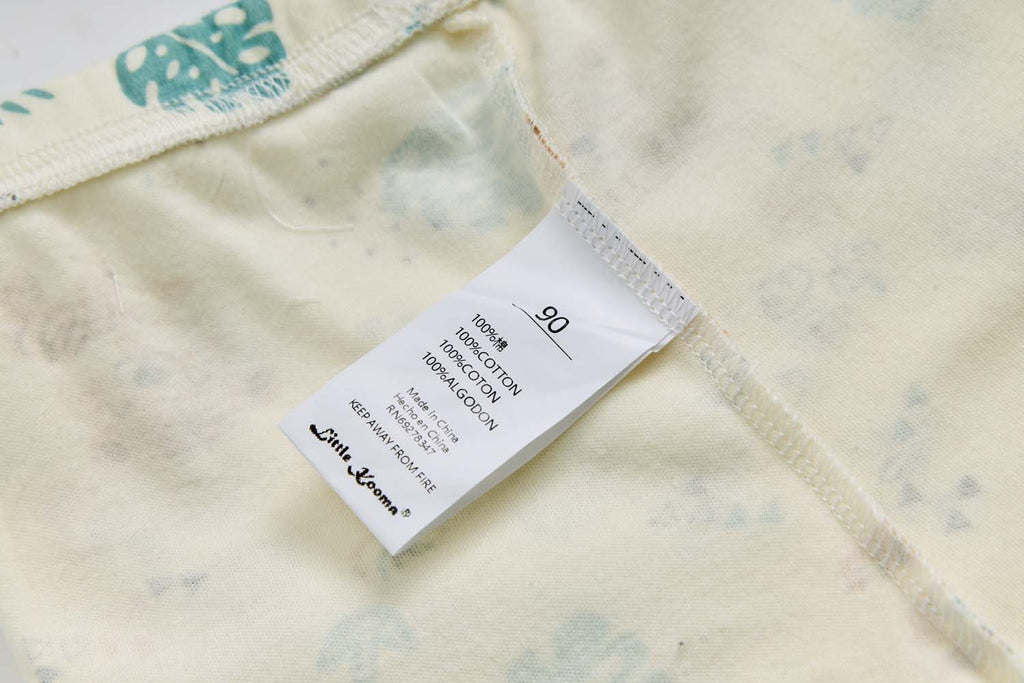 90
100%棉
100%COTTON
100%COTON
100%ALGODON
Made In China
Hecho en China
RN69278347
KEEP AWAY FROM FIRE
Little Kooma ®